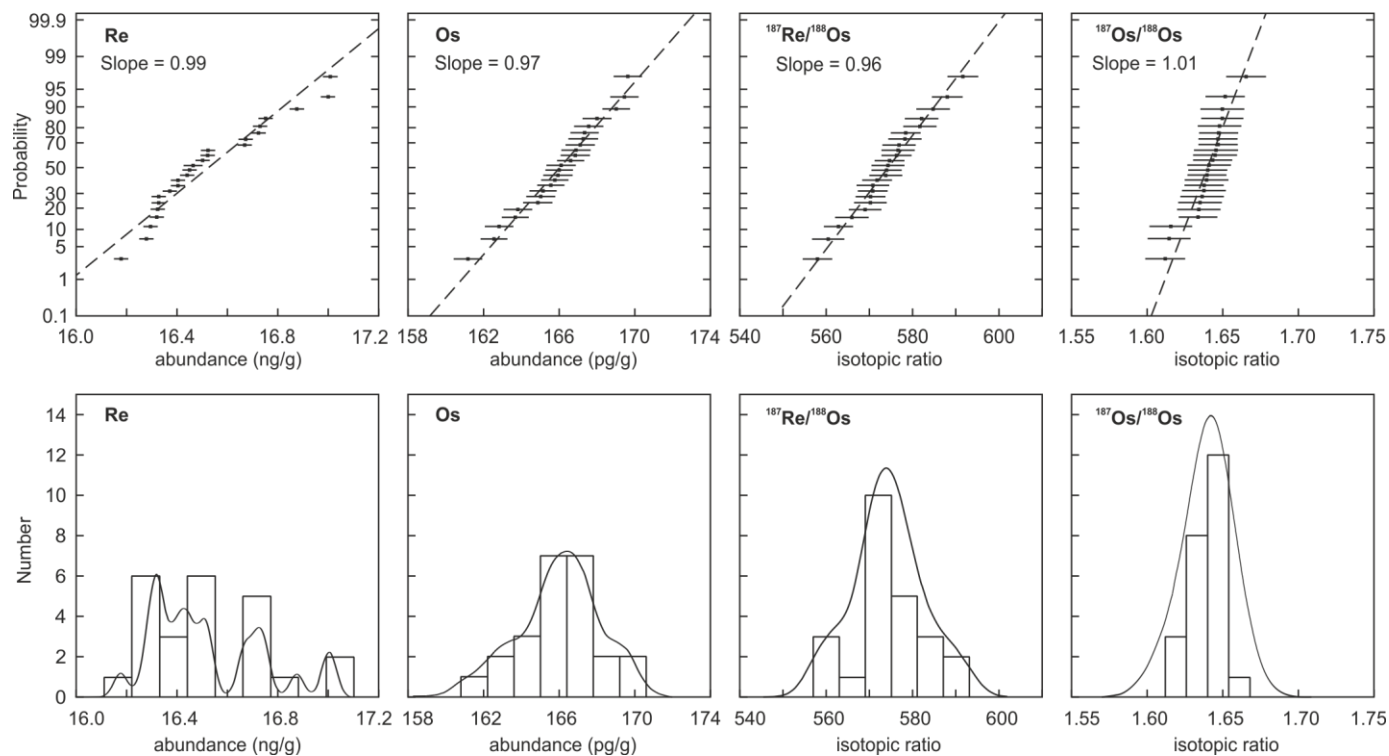 Re
Slope = 0.99
Os
Slope = 0.97
¹⁸⁷Re/¹⁸⁸Os
Slope = 0.96
¹⁸⁷Os/¹⁸⁸Os
Slope = 1.01
Probability
99.9
99
95
90
80
70
50
30
20
10
5
1
0.1
16.0 16.4 16.8 17.2
abundance (ng/g)
158 162 166 170 174
abundance (pg/g)
540 560 580 600
isotopic ratio
1.55 1.60 1.65 1.70 1.75
isotopic ratio
Re
Os
¹⁸⁷Re/¹⁸⁸Os
¹⁸⁷Os/¹⁸⁸Os
Number
14
12
10
8
6
4
2
0
16.0 16.4 16.8 17.2
abundance (ng/g)
158 162 166 170 174
abundance (pg/g)
540 560 580 600
isotopic ratio
1.55 1.60 1.65 1.70 1.75
isotopic ratio